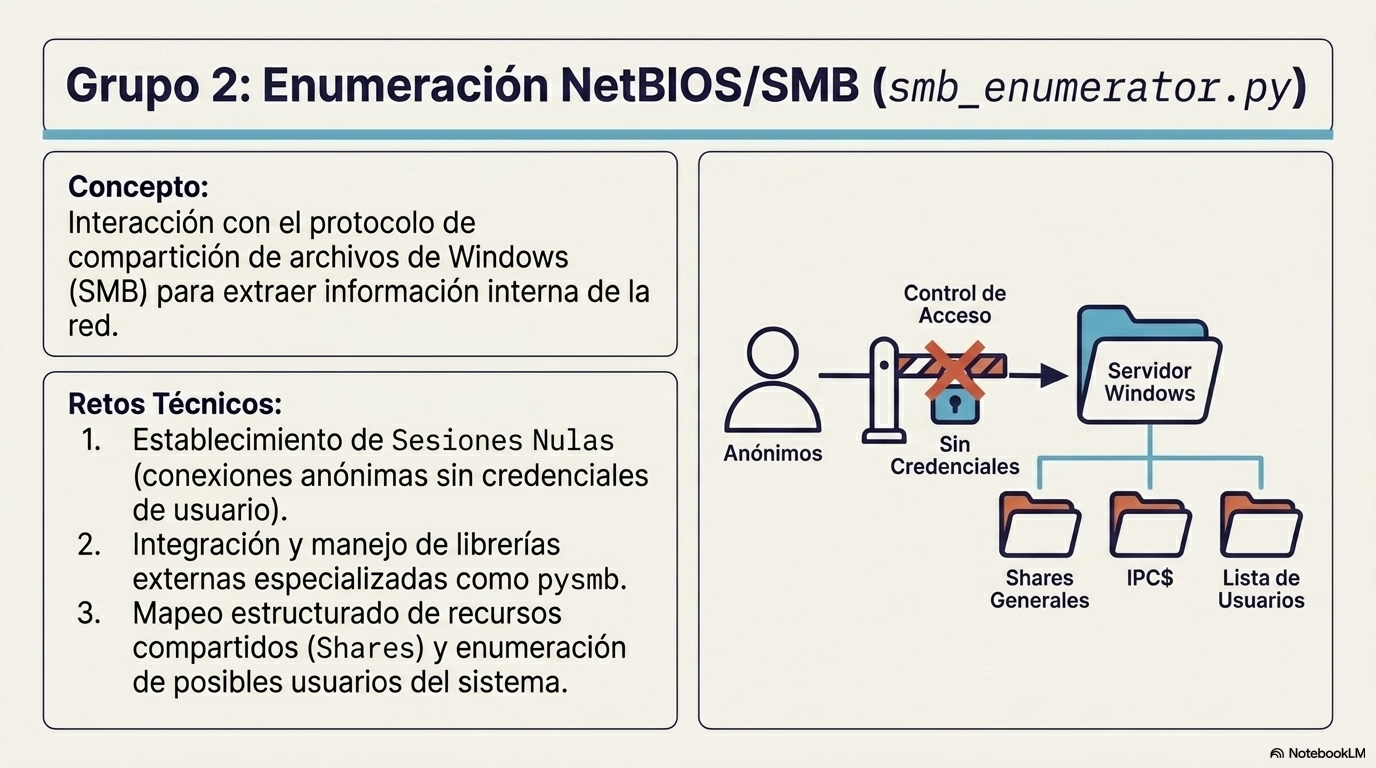 Grupo 2: Enumeración NetBIOS/SMB (smb_enumerator.py)
Concepto:
Interacción con el protocolo de
compartición de archivos de Windows
(SMB) para extraer información interna de la
red.
Retos Técnicos:
1. Establecimiento de Sesiones Nulas
(conexiones anónimas sin credenciales
de usuario).
2. Integración y manejo de librerías
externas especializadas como pysmb.
3. Mapeo estructurado de recursos
compartidos (Shares) y enumeración
de posibles usuarios del sistema.
Control de
Acceso
Anónimos
Sin
Credenciales
Servidor
Windows
Shares
Generales
IPC$
Lista de
Usuarios
NotebookLM